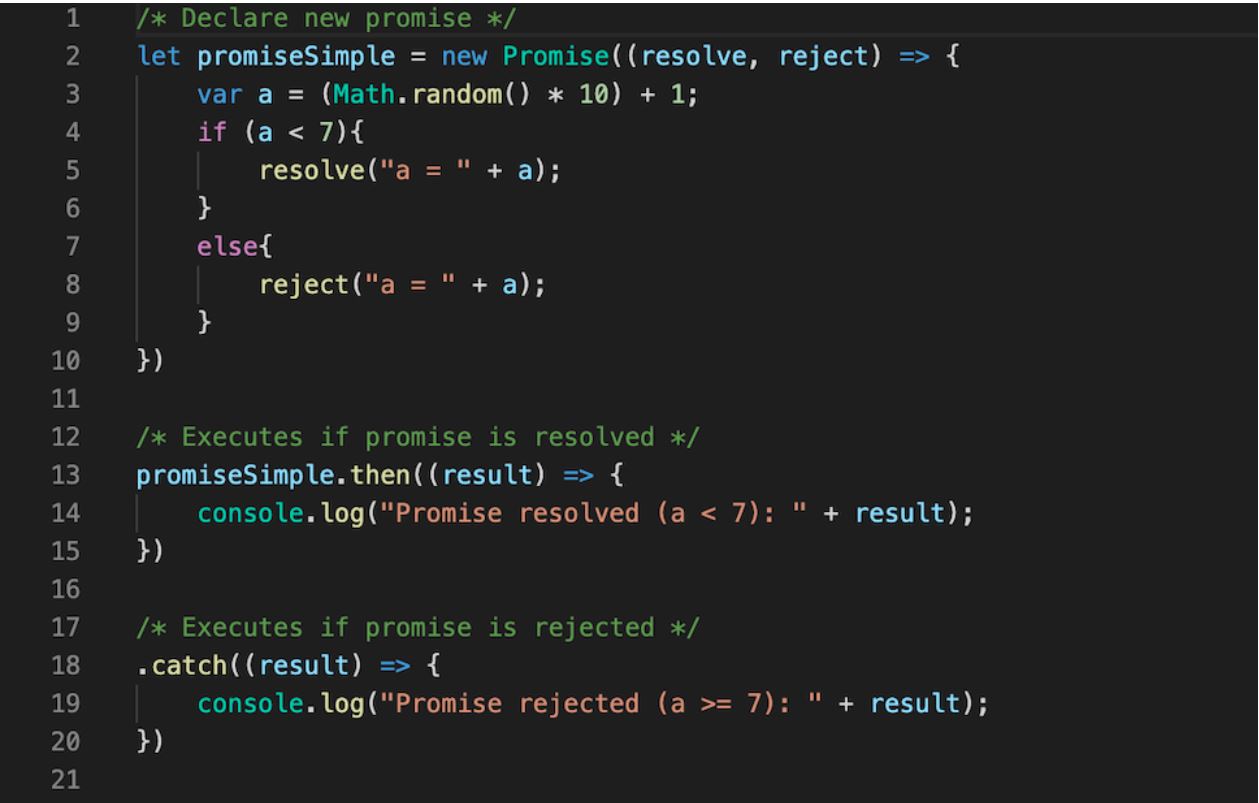 1 /* Declare new promise */
2 let promiseSimple = new Promise((resolve, reject) => {
3     var a = (Math.random() * 10) + 1;
4     if (a < 7){
5         resolve("a = " + a);
6     }
7     else{
8         reject("a = " + a);
9     }
10 })
11
12 /* Executes if promise is resolved */
13 promiseSimple.then((result) => {
14     console.log("Promise resolved (a < 7): " + result);
15 })
16
17 /* Executes if promise is rejected */
18 .catch((result) => {
19     console.log("Promise rejected (a >= 7): " + result);
20 })
21